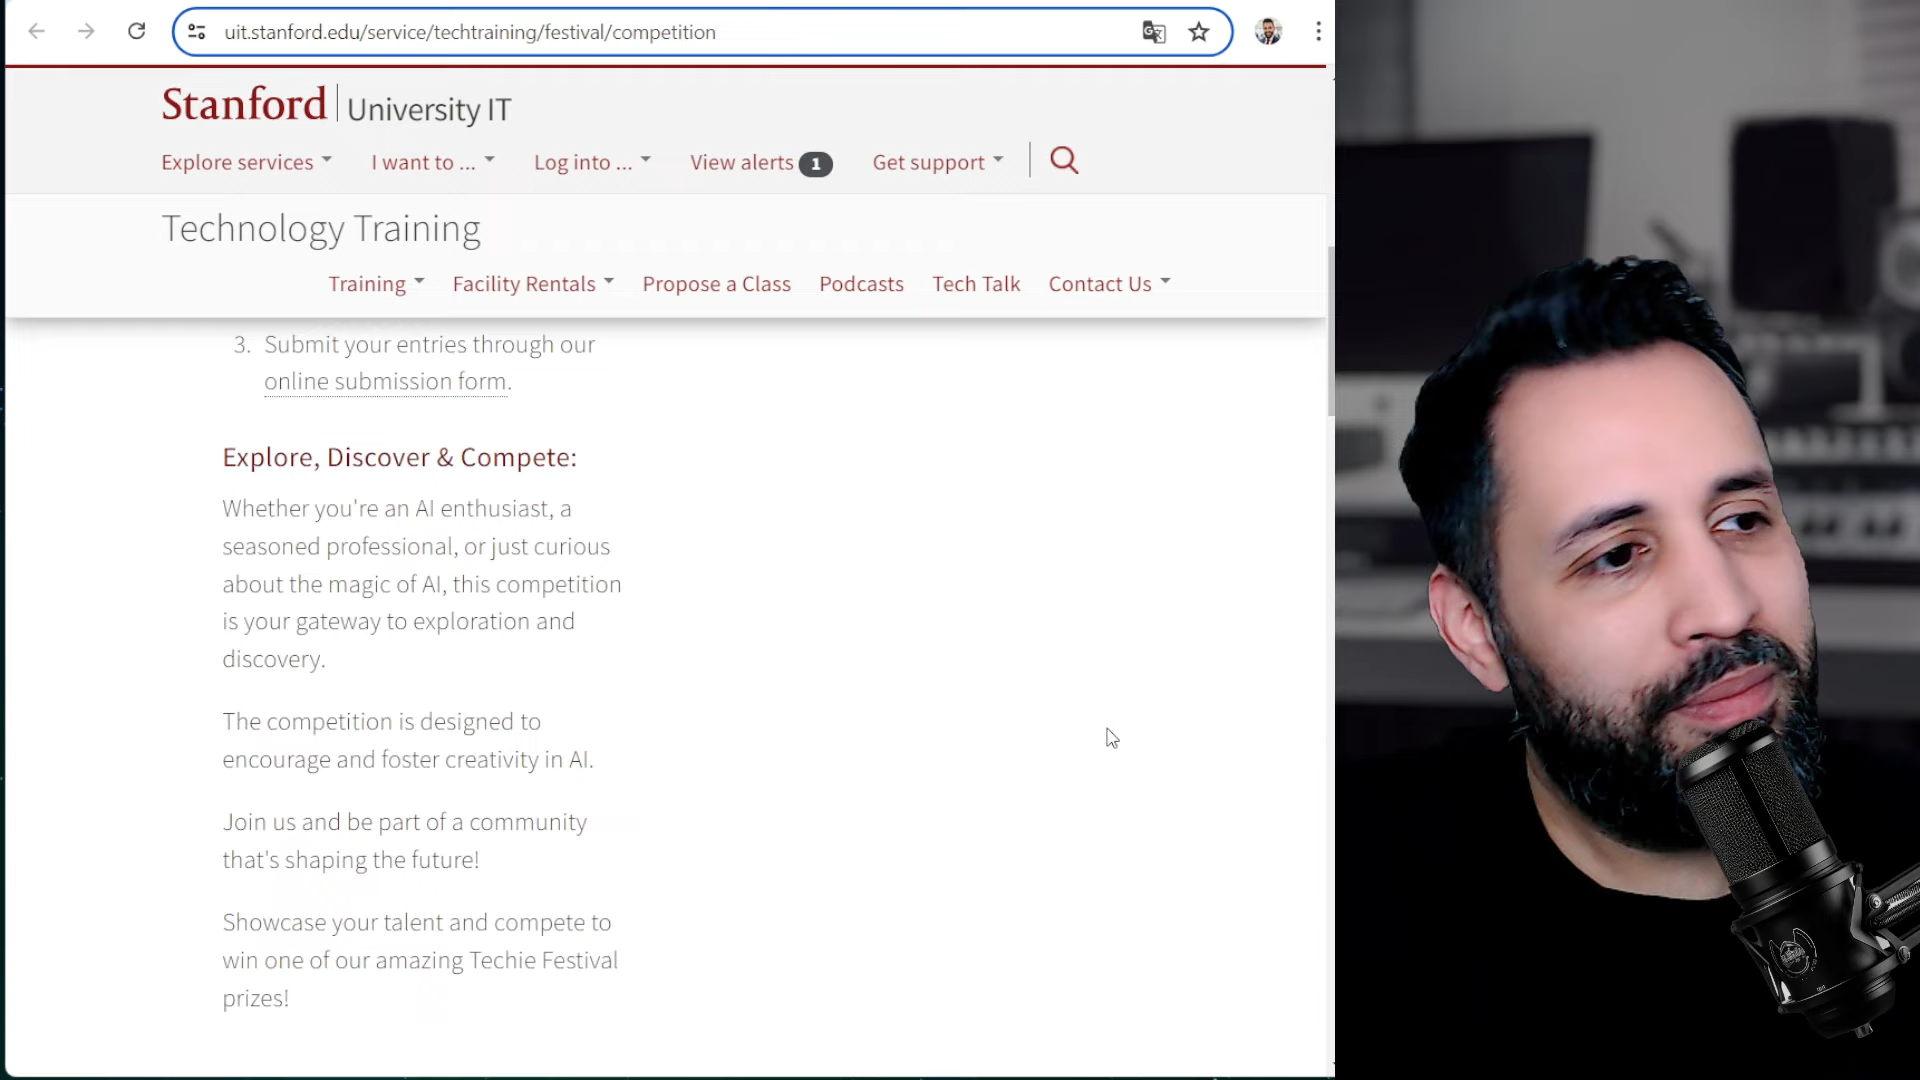 uit.stanford.edu/service/techtraining/festival/competition
Stanford | University IT
Explore services
I want to ...
Log into ...
View alerts 1
Get support
Technology Training
Training
Facility Rentals
Propose a Class
Podcasts
Tech Talk
Contact Us
3. Submit your entries through our
online submission form.
Explore, Discover & Compete:
Whether you're an AI enthusiast, a
seasoned professional, or just curious
about the magic of AI, this competition
is your gateway to exploration and
discovery.
The competition is designed to
encourage and foster creativity in AI.
Join us and be part of a community
that's shaping the future!
Showcase your talent and compete to
win one of our amazing Techie Festival
prizes!